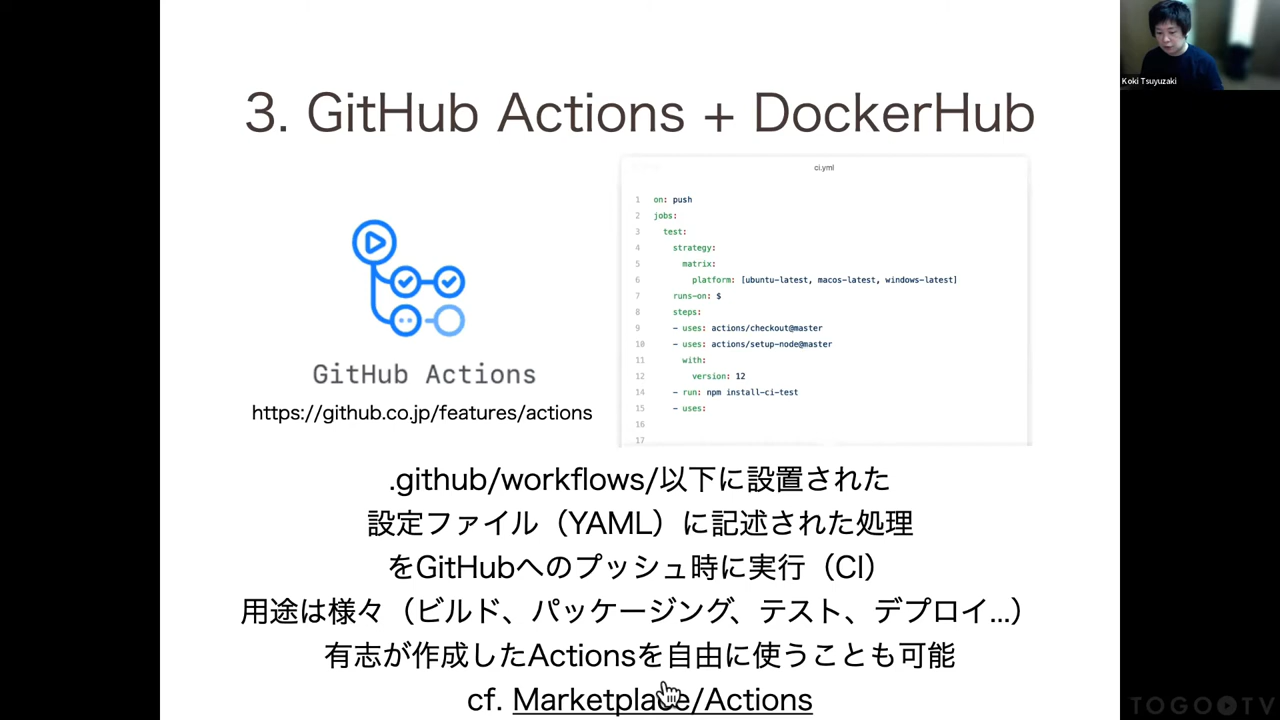 Koki Tsuyuzaki
3. GitHub Actions + DockerHub
ci.yml
1 on: push
2 jobs:
3 test:
4 strategy:
5 matrix:
6 platform: [ubuntu-latest, macos-latest, windows-latest]
7 runs-on: $
8 steps:
9 - uses: actions/checkout@master
10 - uses: actions/setup-node@master
11 with:
12 version: 12
14 - run: npm install-ci-test
15 - uses:
16
17
GitHub Actions
https://github.co.jp/features/actions
.github/workflows/以下に設置された
設定ファイル（YAML）に記述された処理
をGitHubへのプッシュ時に実行（CI）
用途は様々（ビルド、パッケージング、テスト、デプロイ...）
有志が作成したActionsを自由に使うことも可能
cf. Marketplace/Actions
TOGOTV